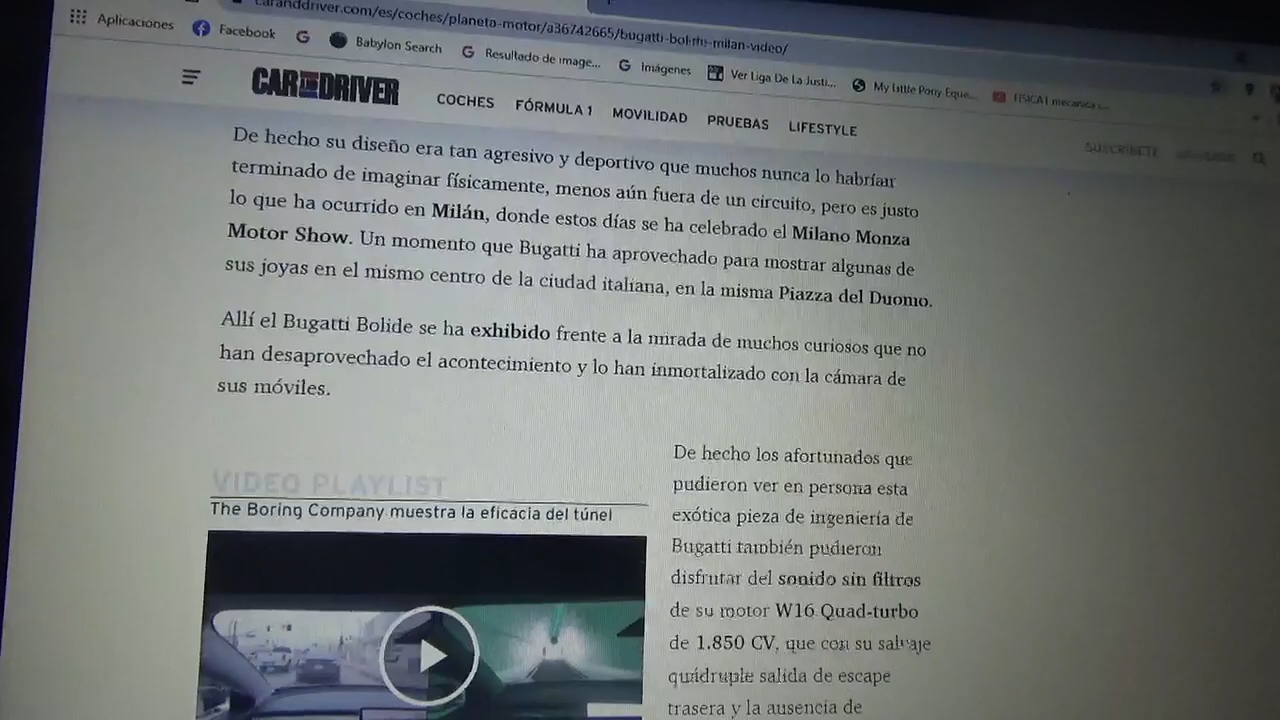 caranddriver.com/es/coches/planeta-motor/a36742665/bugatti-bolide-milan-video/
Aplicaciones Facebook Babylon Search Resultado de image... Imágenes Ver Liga De La Justi... My Little Pony Eque... FISICA I mecanica
CAR AND DRIVER COCHES FÓRMULA 1 MOVILIDAD PRUEBAS LIFESTYLE
SUSCRÍBETE
De hecho su diseño era tan agresivo y deportivo que muchos nunca lo habrían
terminado de imaginar físicamente, menos aún fuera de un circuito, pero es justo
lo que ha ocurrido en Milán, donde estos días se ha celebrado el Milano Monza
Motor Show. Un momento que Bugatti ha aprovechado para mostrar algunas de
sus joyas en el mismo centro de la ciudad italiana, en la misma Piazza del Duomo.
Allí el Bugatti Bolide se ha exhibido frente a la mirada de muchos curiosos que no
han desaprovechado el acontecimiento y lo han inmortalizado con la cámara de
sus móviles.
VIDEO PLAYLIST
The Boring Company muestra la eficacia del túnel
De hecho los afortunados que
pudieron ver en persona esta
exótica pieza de ingeniería de
Bugatti también pudieron
disfrutar del sonido sin filtros
de su motor W16 Quad-turbo
de 1.850 CV, que con su salvaje
quádruple salida de escape
trasera y la ausencia de